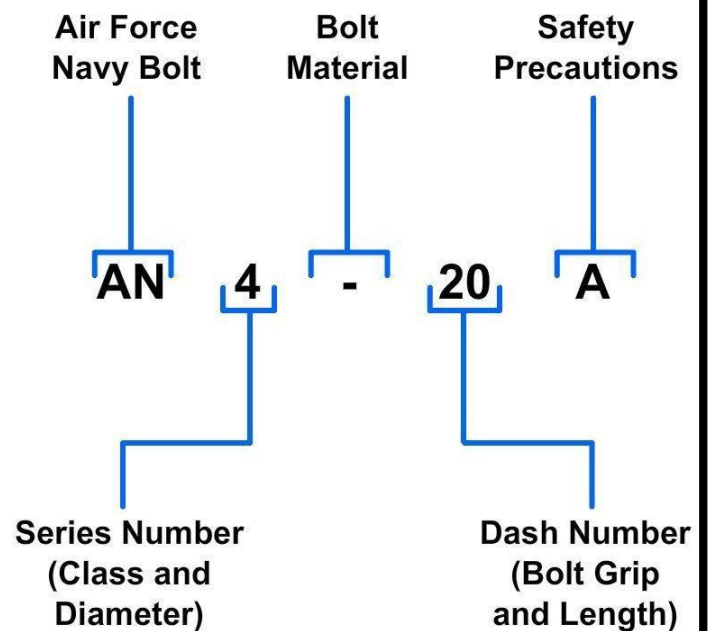 Air Force
Navy Bolt
Bolt
Material
Safety
Precautions
AN 4 - 20 A
Series Number
(Class and
Diameter)
Dash Number
(Bolt Grip
and Length)